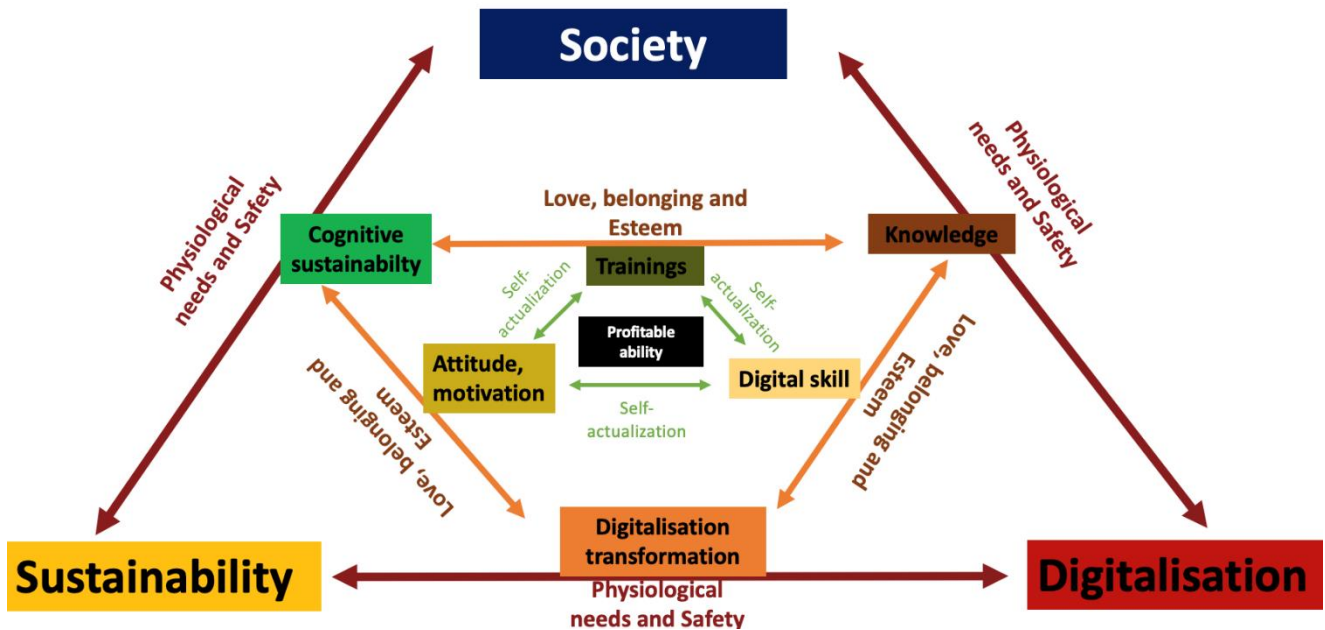 Society
Physiological
needs and Safety
Physiological
needs and Safety
Love, belonging and
Esteem
Cognitive
sustainabilty
Knowledge
Trainings
Self-
actualization
Self-
actualization
Profitable
ability
Attitude,
motivation
Digital skill
Self-
actualization
Love, belonging and
Esteem
Love, belonging and
Esteem
Digitalisation
transformation
Sustainability
Digitalisation
Physiological
needs and Safety